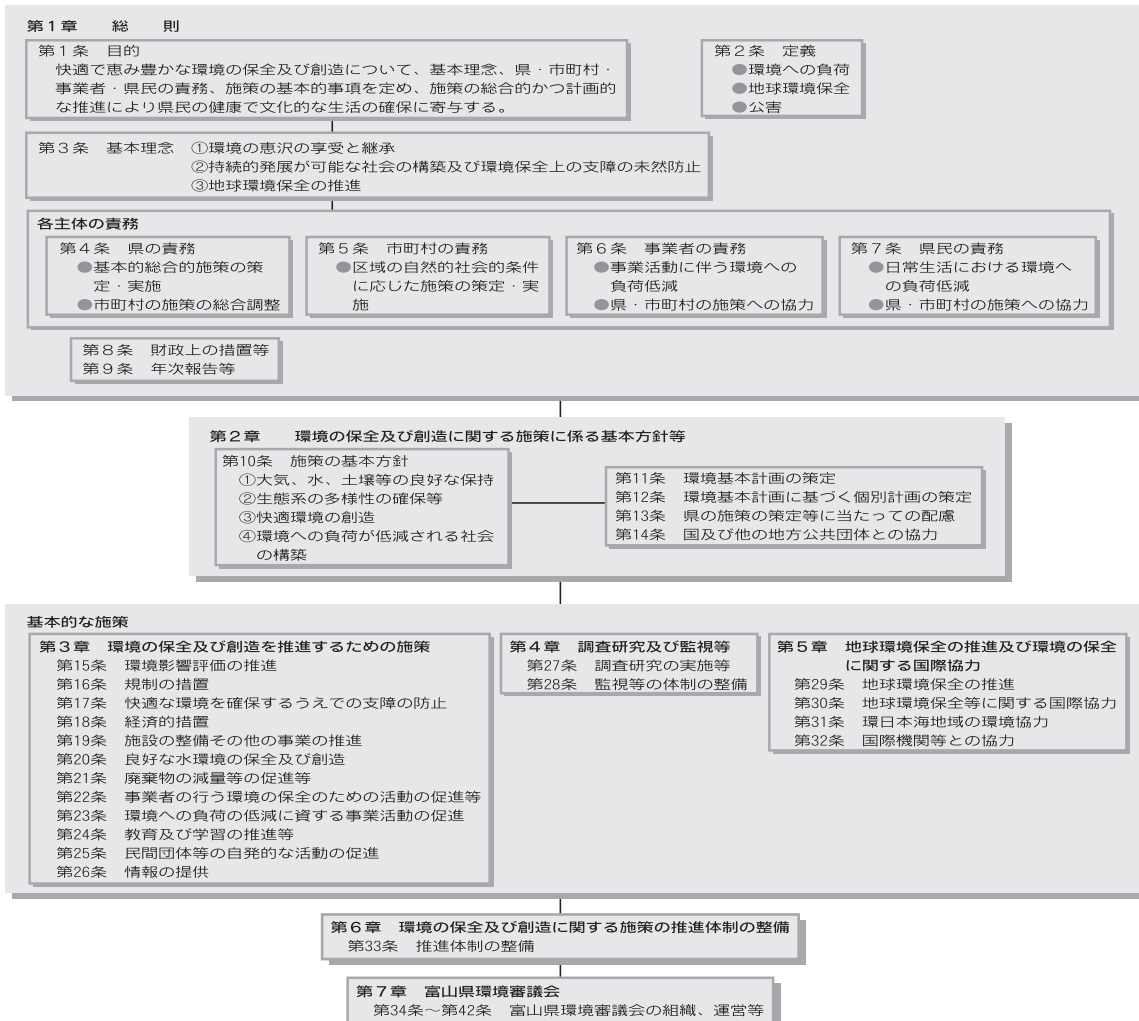 第1章　総　則
第1条　目的
快適で恵み豊かな環境の保全及び創造について、基本理念、県・市町村・
事業者・県民の責務、施策の基本的事項を定め、施策の総合的かつ計画的
な推進により県民の健康で文化的な生活の確保に寄与する。
第2条　定義
●環境への負荷
●地球環境保全
●公害
第3条　基本理念　①環境の恵沢の享受と継承
②持続的発展が可能な社会の構築及び環境保全上の支障の未然防止
③地球環境保全の推進
各主体の責務
第4条　県の責務
●基本的総合的施策の策
定・実施
●市町村の施策の総合調整
第5条　市町村の責務
●区域の自然的社会的条件
に応じた施策の策定・実
施
第6条　事業者の責務
●事業活動に伴う環境への
負荷低減
●県・市町村の施策への協力
第7条　県民の責務
●日常生活における環境へ
の負荷低減
●県・市町村の施策への協力
第8条　財政上の措置等
第9条　年次報告等
第2章　環境の保全及び創造に関する施策に係る基本方針等
第10条　施策の基本方針
①大気、水、土壌等の良好な保持
②生態系の多様性の確保等
③快適環境の創造
④環境への負荷が低減される社会
の構築
第11条　環境基本計画の策定
第12条　環境基本計画に基づく個別計画の策定
第13条　県の施策の策定等に当たっての配慮
第14条　国及び他の地方公共団体との協力
基本的な施策
第3章　環境の保全及び創造を推進するための施策
第15条　環境影響評価の推進
第16条　規制の措置
第17条　快適な環境を確保するうえでの支障の防止
第18条　経済的措置
第19条　施設の整備その他の事業の推進
第20条　良好な水環境の保全及び創造
第21条　廃棄物の減量等の促進等
第22条　事業者の行う環境の保全のための活動の促進等
第23条　環境への負荷の低減に資する事業活動の促進
第24条　教育及び学習の推進等
第25条　民間団体等の自発的な活動の促進
第26条　情報の提供
第4章　調査研究及び監視等
第27条　調査研究の実施等
第28条　監視等の体制の整備
第5章　地球環境保全の推進及び環境の保全
に関する国際協力
第29条　地球環境保全の推進
第30条　地球環境保全等に関する国際協力
第31条　環日本海地域の環境協力
第32条　国際機関等との協力
第6章　環境の保全及び創造に関する施策の推進体制の整備
第33条　推進体制の整備
第7章　富山県環境審議会
第34条～第42条　富山県環境審議会の組織、運営等